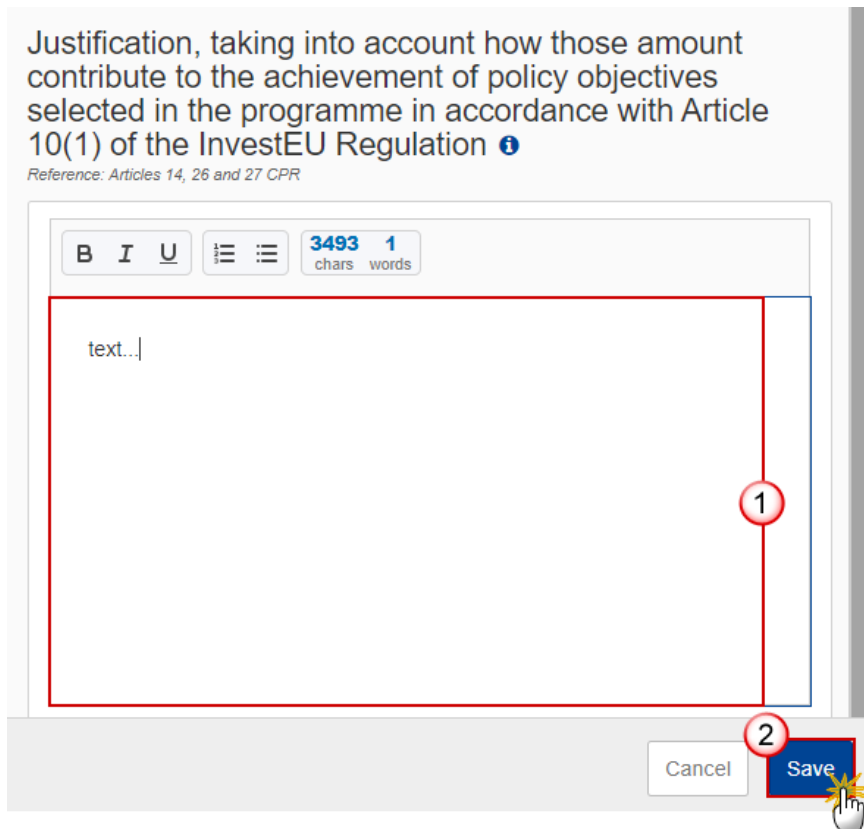 Justification, taking into account how those amount
contribute to the achievement of policy objectives
selected in the programme in accordance with Article
10(1) of the InvestEU Regulation
Reference: Articles 14, 26 and 27 CPR
B I U 3493 1
chars words
text...
1
2
Cancel Save